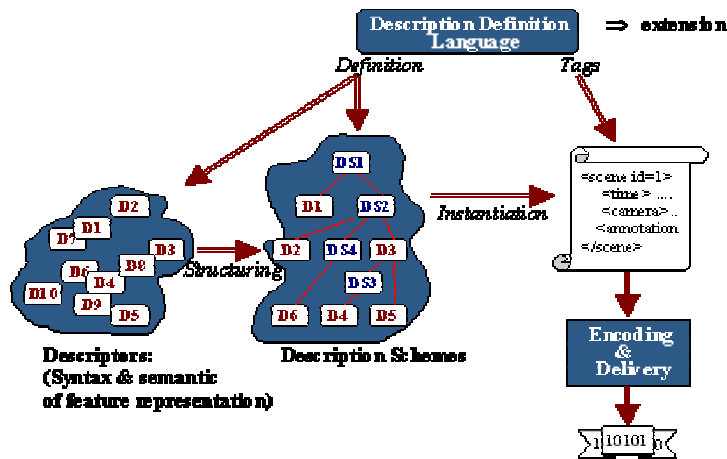 Description Definition
Language
⇒ extension
Definition
Tags
DS1
D1
DS2
D2
DS4
D3
DS3
D6
D4
D5
D2
D1
D7
D3
D8
D6
D4
D10
D9
D5
Structuring
Instantiation
<scene id=1>
<time> ....
<camera>..
<annotation
</scene>
Descriptors:
(Syntax & semantic
of feature representation)
Description Schemes
Encoding
&
Delivery
1 10101 0